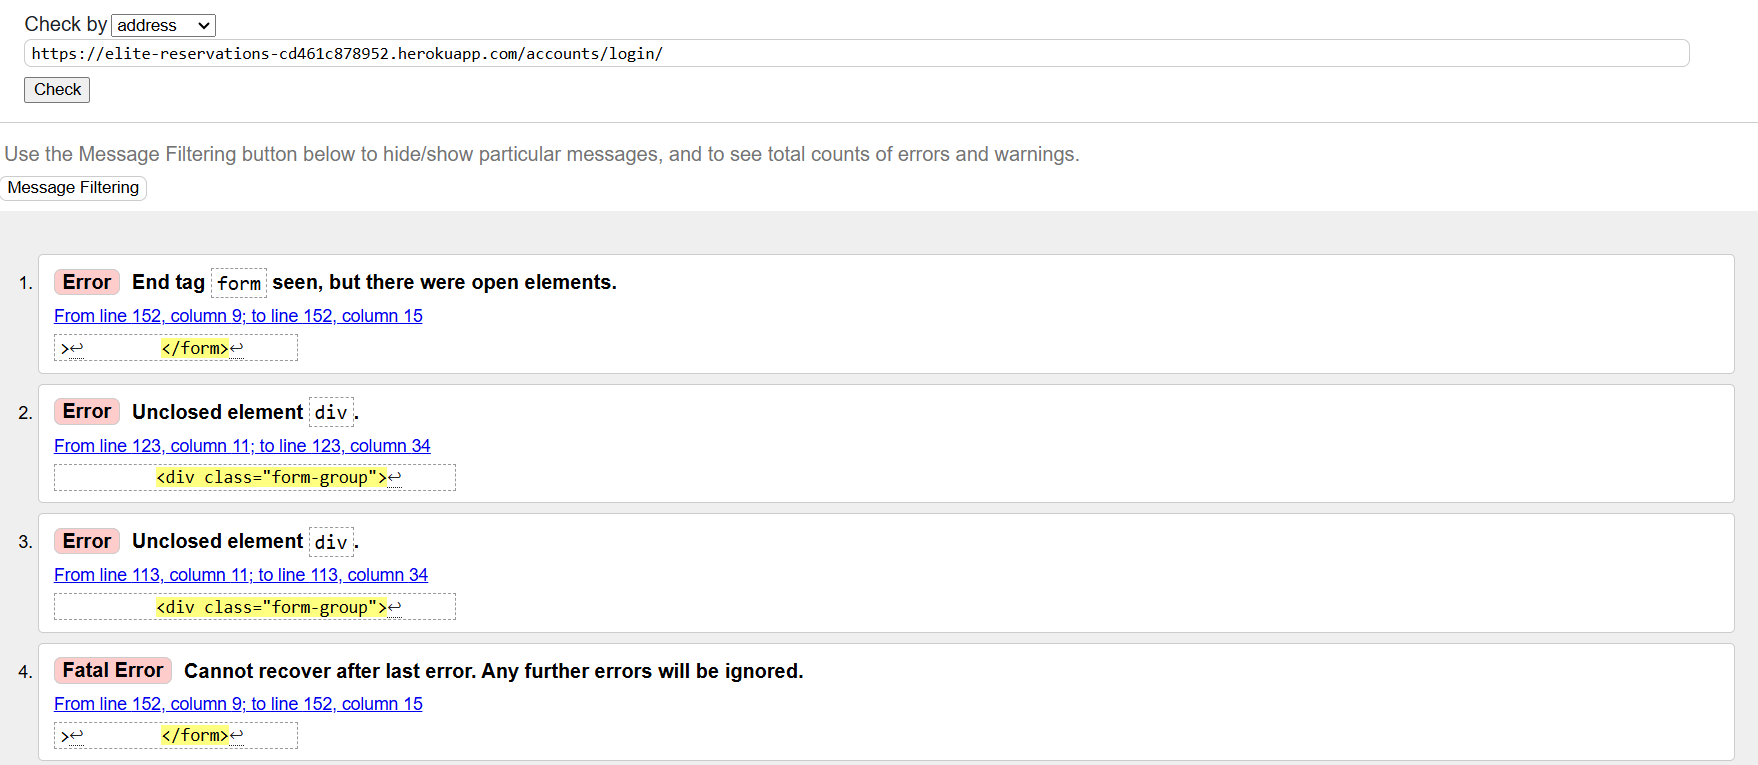 Check by address
https://elite-reservations-cd461c878952.herokuapp.com/accounts/login/
Check
Use the Message Filtering button below to hide/show particular messages, and to see total counts of errors and warnings.
Message Filtering
1. Error End tag form seen, but there were open elements.
From line 152, column 9; to line 152, column 15
>↩ </form>↩
2. Error Unclosed element div.
From line 123, column 11; to line 123, column 34
<div class="form-group">↩
3. Error Unclosed element div.
From line 113, column 11; to line 113, column 34
<div class="form-group">↩
4. Fatal Error Cannot recover after last error. Any further errors will be ignored.
From line 152, column 9; to line 152, column 15
>↩ </form>↩